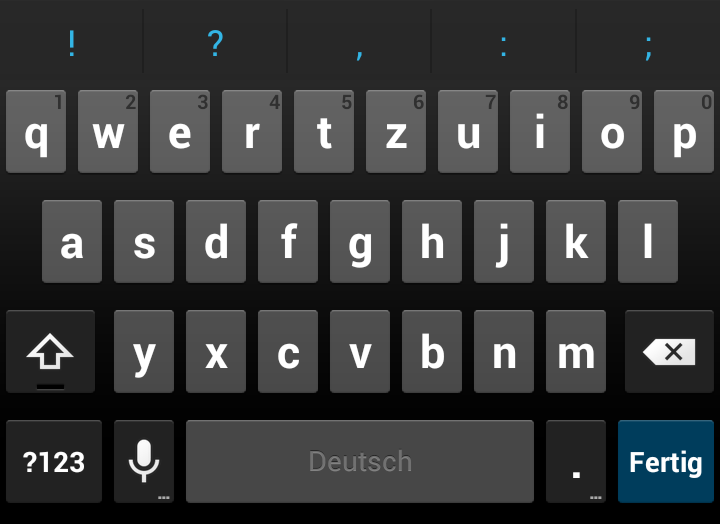 ! ? , : ;
1 2 3 4 5 6 7 8 9 0
q w e r t z u i o p
a s d f g h j k l
y x c v b n m
?123 ... Deutsch . ... Fertig